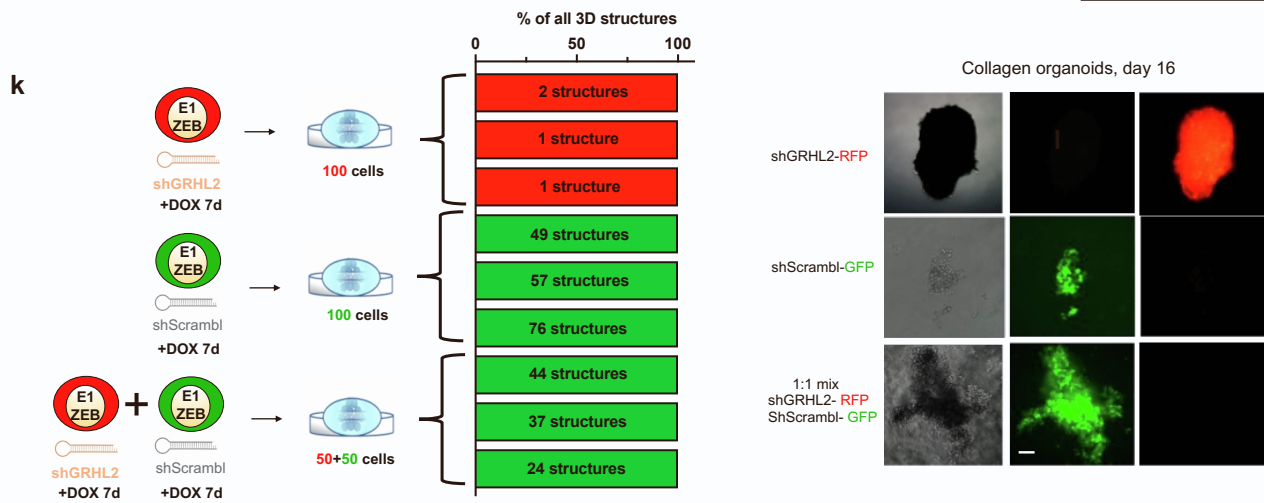 k
% of all 3D structures
0
50
100
E1
ZEB
shGRHL2
+DOX 7d
100 cells
2 structures
1 structure
1 structure
E1
ZEB
shScrambl
+DOX 7d
100 cells
49 structures
57 structures
76 structures
E1
ZEB
+
E1
ZEB
shGRHL2
+DOX 7d
shScrambl
+DOX 7d
50+50 cells
44 structures
37 structures
24 structures
Collagen organoids, day 16
shGRHL2-RFP
shScrambl-GFP
1:1 mix
shGRHL2- RFP
ShScrambl- GFP